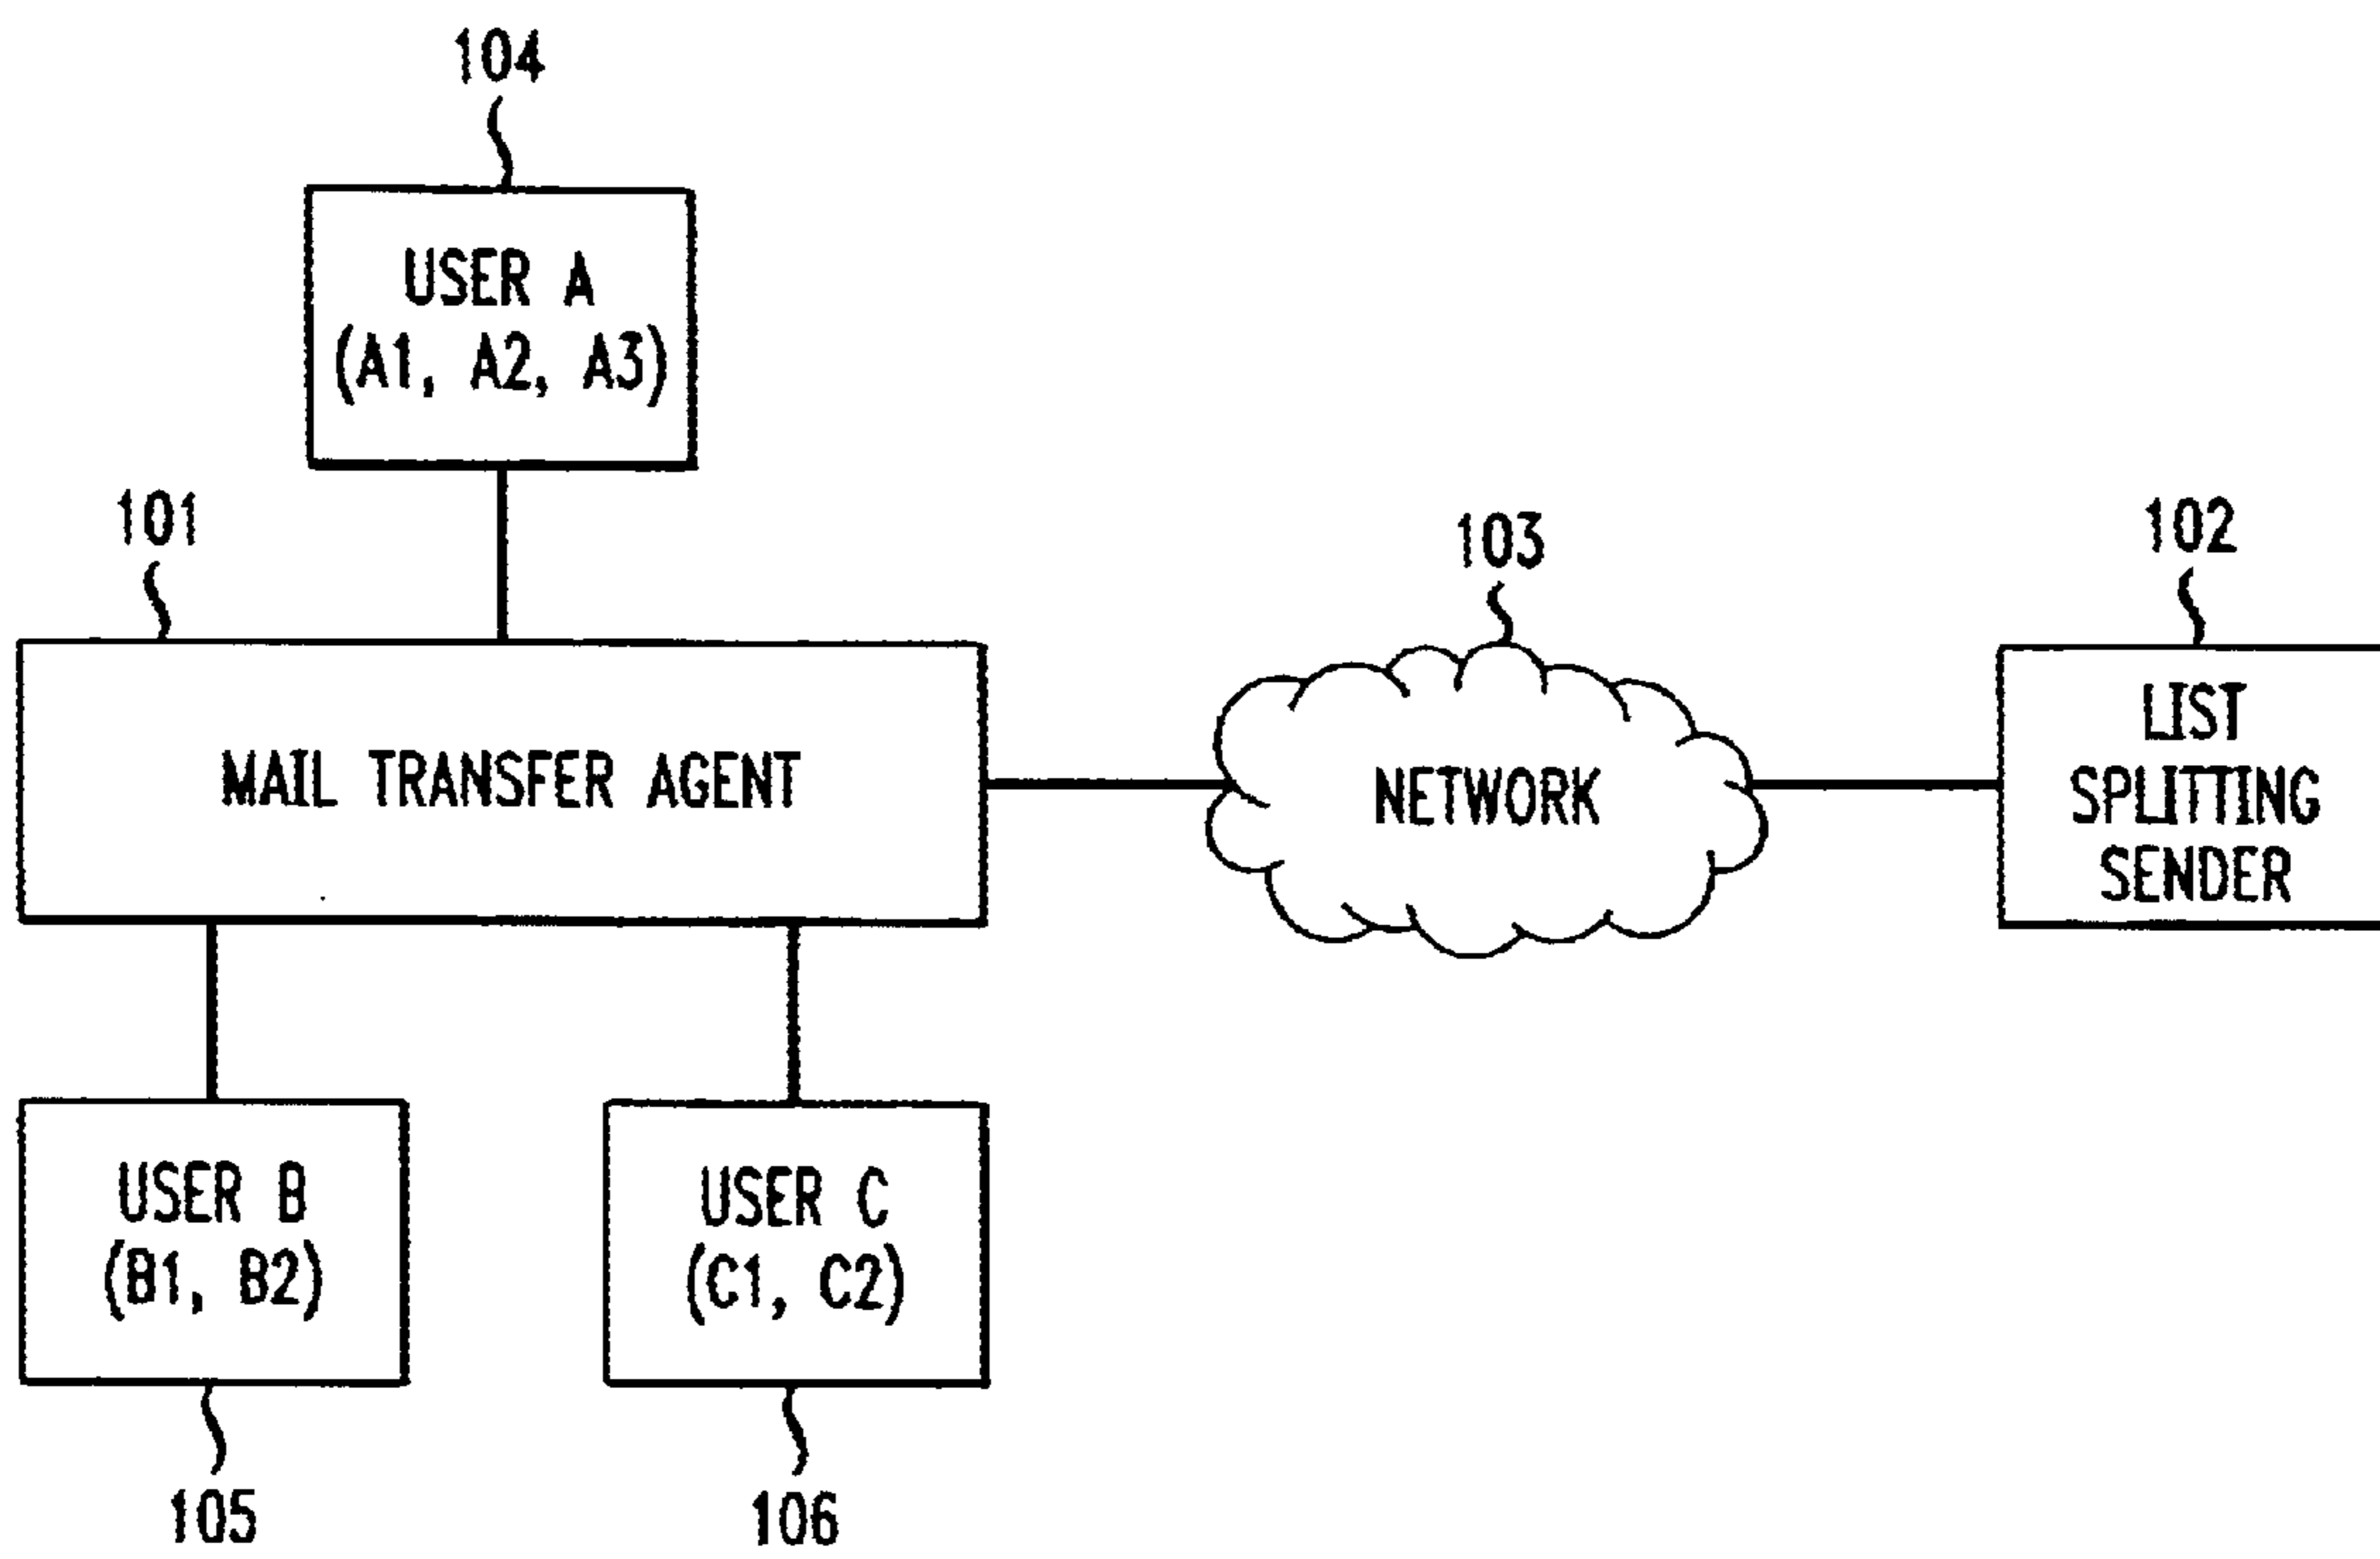 104
USER A
(A1, A2, A3)
101
103
102
MAIL TRANSFER AGENT
NETWORK
LIST
SPLITTING
SENDER
USER B
(B1, B2)
USER C
(C1, C2)
105
106